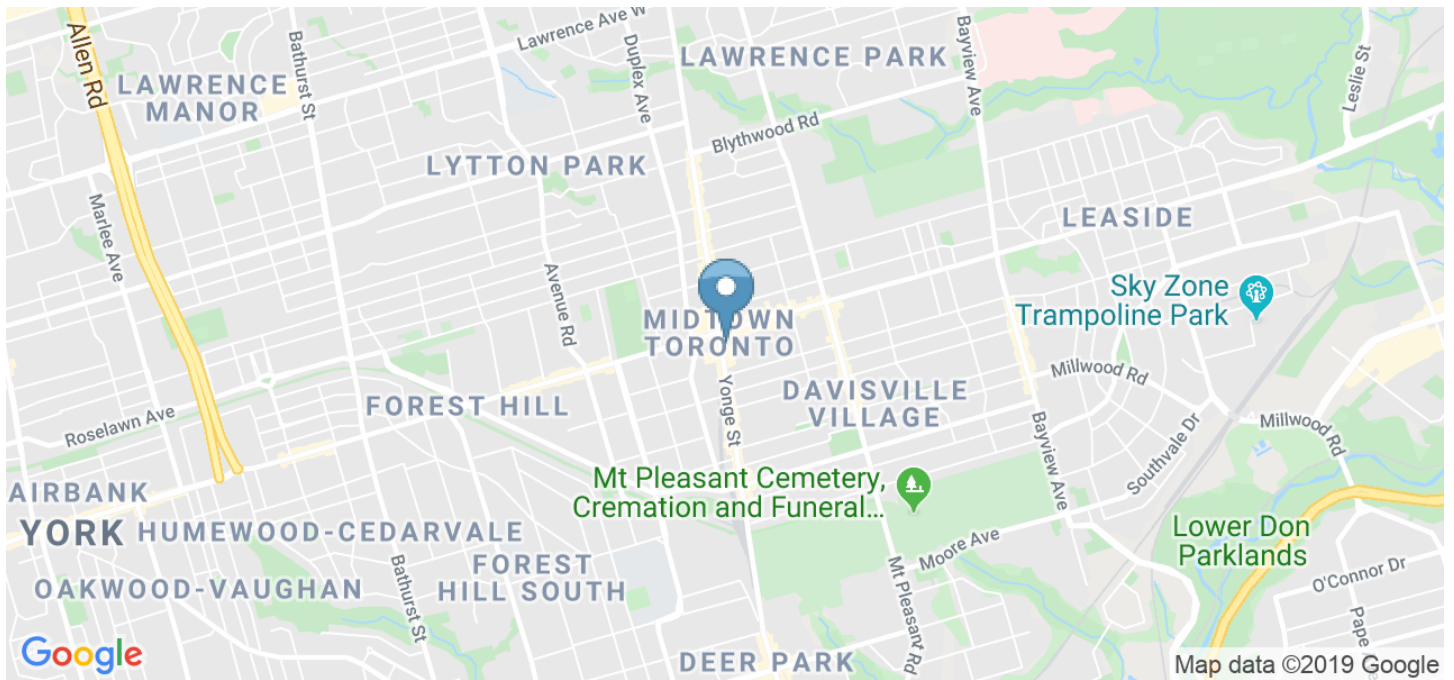 Allen Rd
Bathurst St
Lawrence Ave W
Duplex Ave
LAWRENCE PARK
Bayview Ave
Leslie St
LAWRENCE
MANOR
Blythwood Rd
LYTTON PARK
Marlee Ave
LEASIDE
Avenue Rd
Sky Zone
Trampoline Park
MIDTOWN
TORONTO
Millwood Rd
DAVISVILLE
VILLAGE
Yonge St
FOREST HILL
Roselawn Ave
Bayview Ave
Southvale Dr
Millwood Rd
Mt Pleasant Cemetery,
Cremation and Funeral...
AIRBANK
YORK
HUMEWOOD-CEDARVALE
Moore Ave
Lower Don
Parklands
FOREST
HILL SOUTH
OAKWOOD-VAUGHAN
Bathurst St
Mt Pleasant Rd
O'Connor Dr
Pape
Google
DEER PARK
Map data ©2019 Google